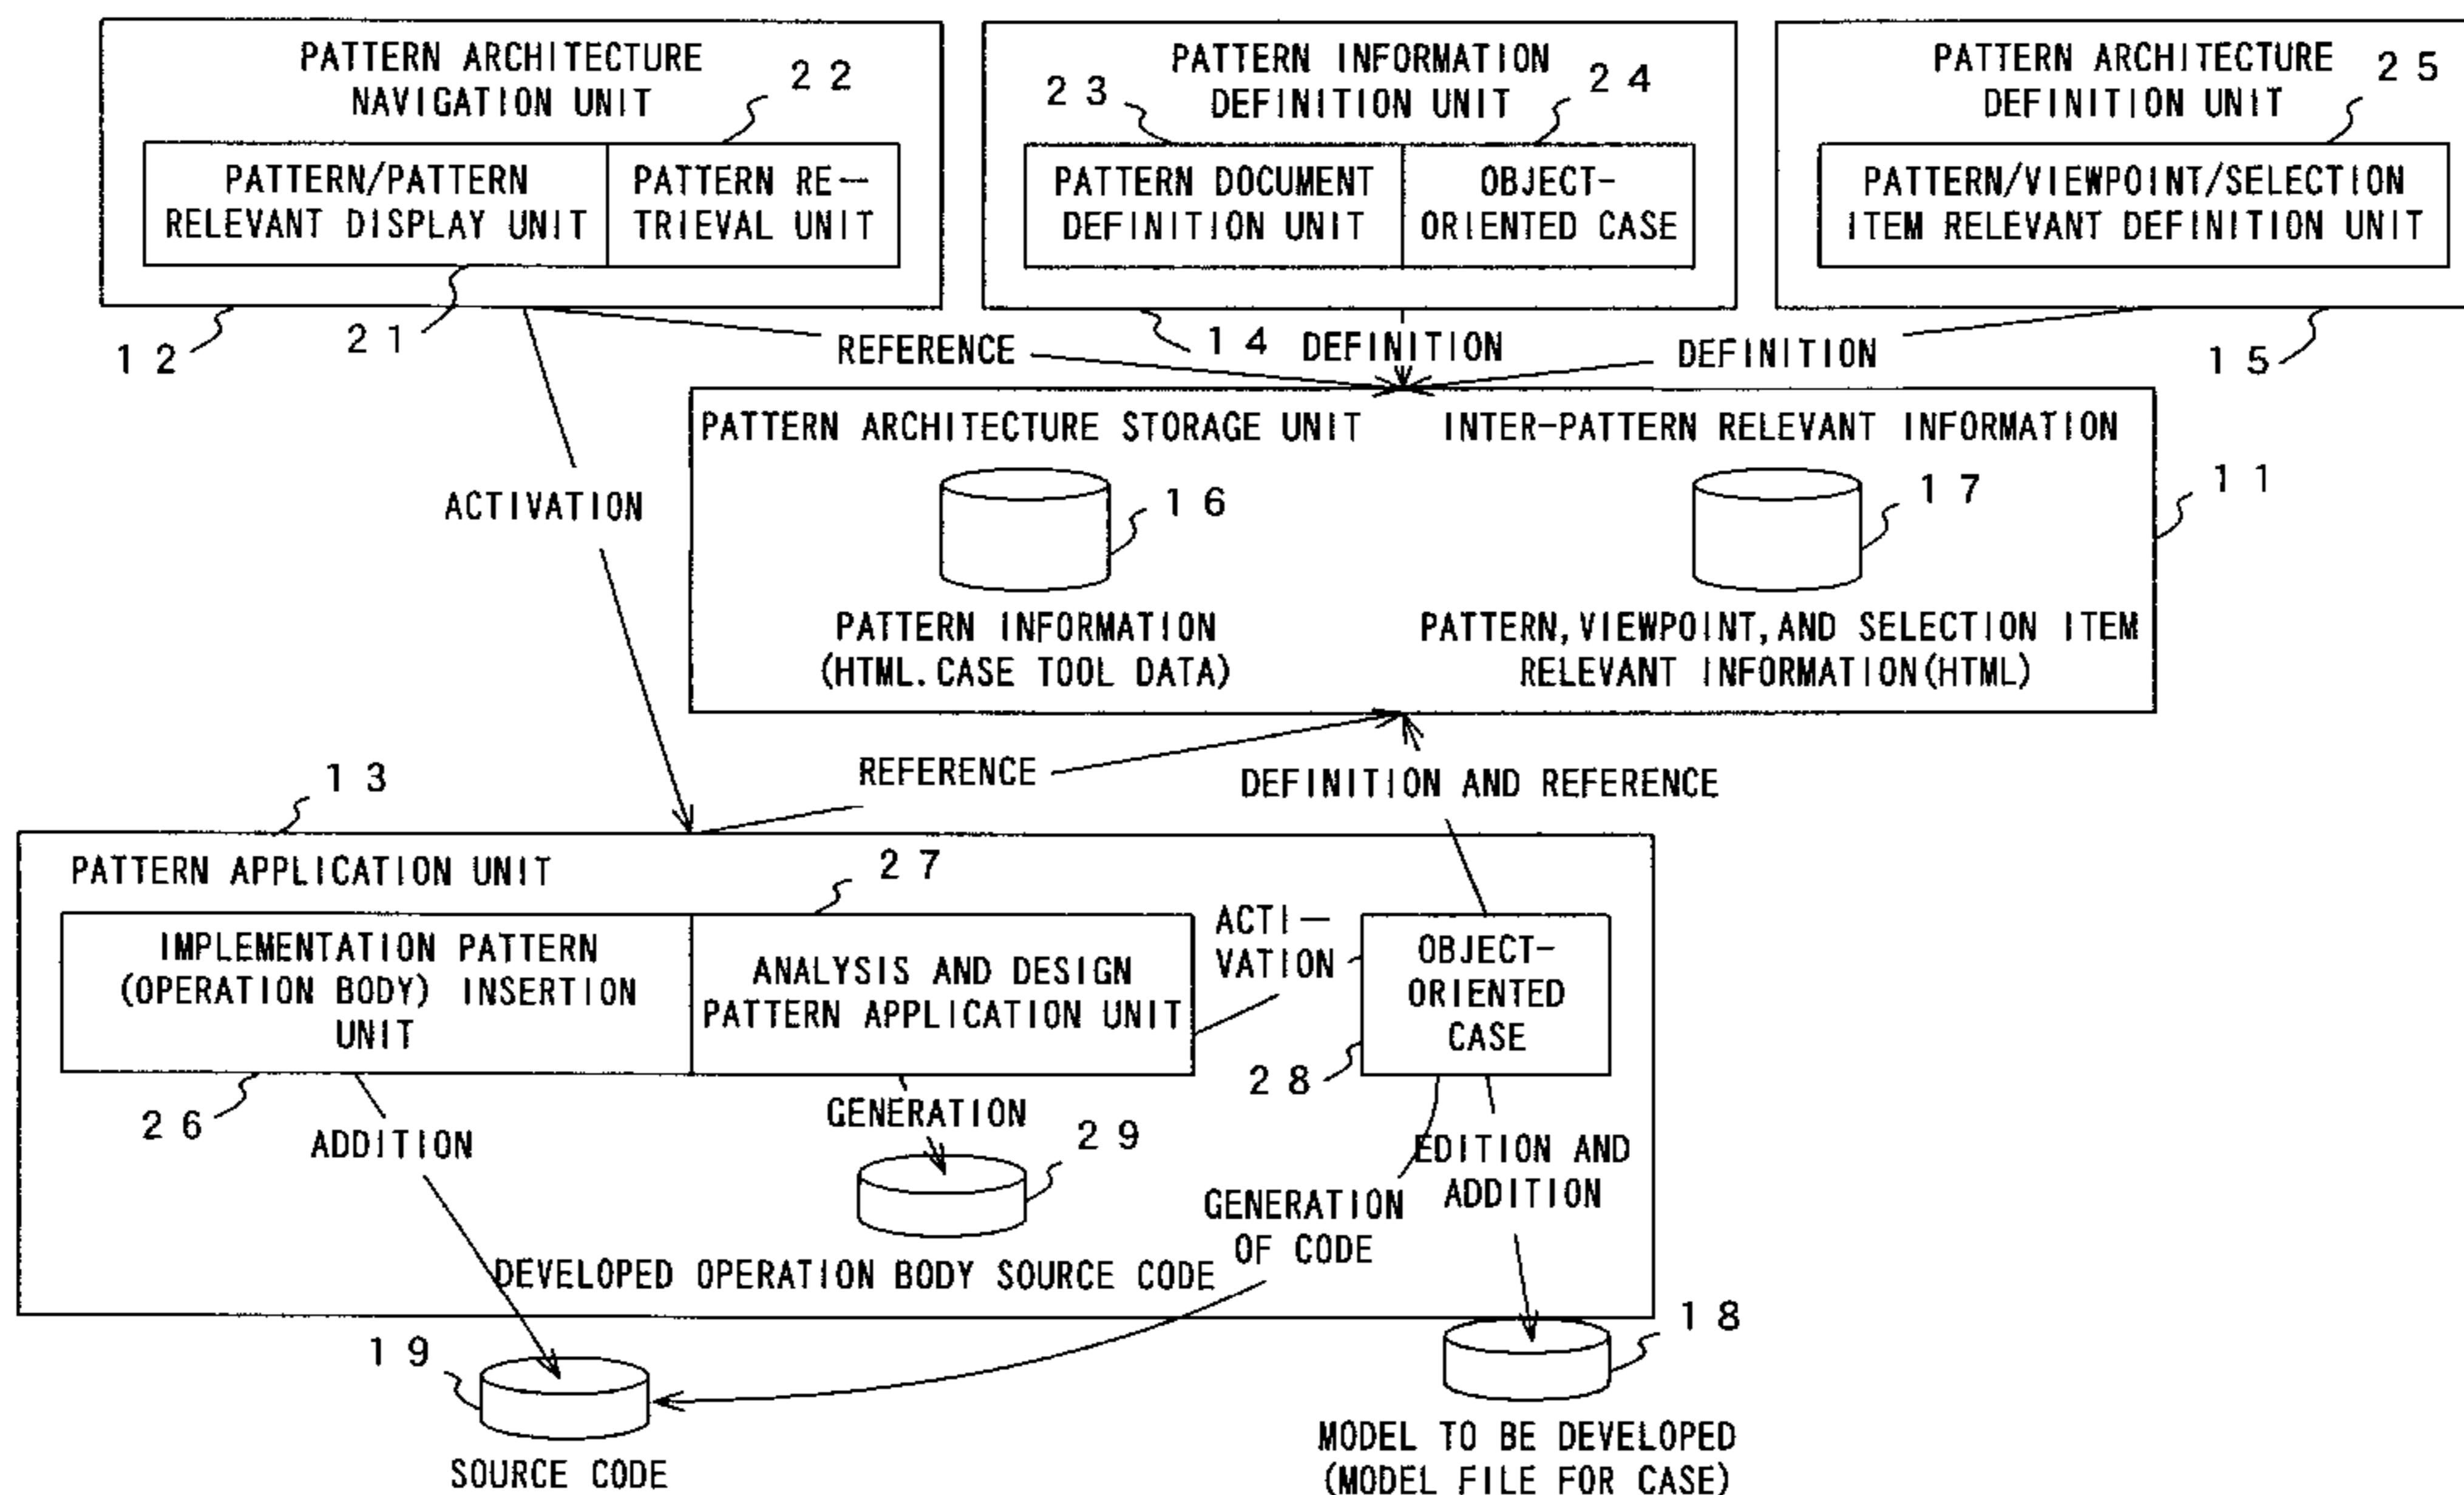 PATTERN ARCHITECTURE
NAVIGATION UNIT
22
PATTERN/PATTERN
RELEVANT DISPLAY UNIT
PATTERN RE-
TRIEVAL UNIT
12
21
PATTERN INFORMATION
DEFINITION UNIT
23
24
PATTERN DOCUMENT
DEFINITION UNIT
OBJECT-
ORIENTED CASE
14
PATTERN ARCHITECTURE
DEFINITION UNIT
25
PATTERN/VIEWPOINT/SELECTION
ITEM RELEVANT DEFINITION UNIT
15
REFERENCE
DEFINITION
DEFINITION
ACTIVATION
PATTERN ARCHITECTURE STORAGE UNIT
INTER-PATTERN RELEVANT INFORMATION
16
17
11
PATTERN INFORMATION
(HTML.CASE TOOL DATA)
PATTERN, VIEWPOINT, AND SELECTION ITEM
RELEVANT INFORMATION(HTML)
REFERENCE
DEFINITION AND REFERENCE
13
PATTERN APPLICATION UNIT
27
IMPLEMENTATION PATTERN
(OPERATION BODY) INSERTION
UNIT
ANALYSIS AND DESIGN
PATTERN APPLICATION UNIT
ACTI-
VATION
OBJECT-
ORIENTED
CASE
28
26
ADDITION
GENERATION
29
GENERATION
OF CODE
EDITION AND
ADDITION
DEVELOPED OPERATION BODY SOURCE CODE
19
18
SOURCE CODE
MODEL TO BE DEVELOPED
(MODEL FILE FOR CASE)